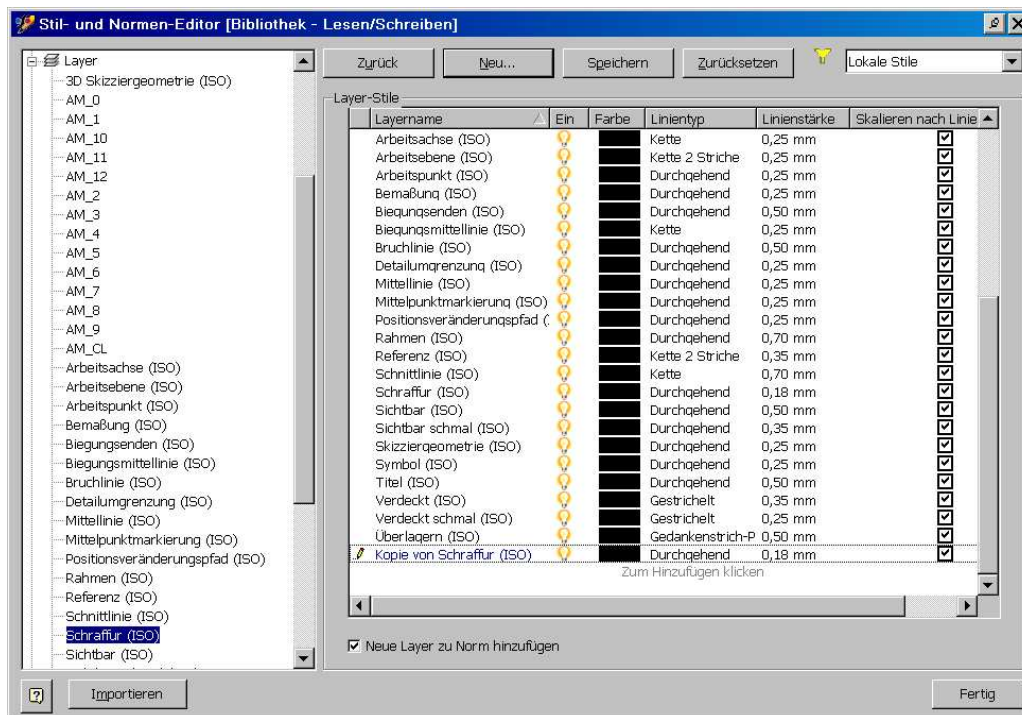 Stil- und Normen-Editor [Bibliothek - Lesen/Schreiben]
Layer
3D Skizziergeometrie (ISO)
AM_0
AM_1
AM_10
AM_11
AM_12
AM_2
AM_3
AM_4
AM_5
AM_6
AM_7
AM_8
AM_9
AM_CL
Arbeitsachse (ISO)
Arbeitsebene (ISO)
Arbeitspunkt (ISO)
Bemaßung (ISO)
Biegungsenden (ISO)
Biegungsmittellinie (ISO)
Bruchlinie (ISO)
Detailumgrenzung (ISO)
Mittellinie (ISO)
Mittelpunktmarkierung (ISO)
Positionsveränderungspfad (ISO)
Rahmen (ISO)
Referenz (ISO)
Schnittlinie (ISO)
Schraffur (ISO)
Sichtbar (ISO)
Zurück Neu... Speichern Zurücksetzen Lokale Stile
Layer-Stile
Layername Ein Farbe Linientyp Linienstärke Skalieren nach Linie
Arbeitsachse (ISO) Kette 0,25 mm
Arbeitsebene (ISO) Kette 2 Striche 0,25 mm
Arbeitspunkt (ISO) Durchgehend 0,25 mm
Bemaßung (ISO) Durchgehend 0,25 mm
Biegungsenden (ISO) Durchgehend 0,50 mm
Biegungsmittellinie (ISO) Kette 0,25 mm
Bruchlinie (ISO) Durchgehend 0,50 mm
Detailumgrenzung (ISO) Durchgehend 0,25 mm
Mittellinie (ISO) Durchgehend 0,25 mm
Mittelpunktmarkierung (ISO) Durchgehend 0,25 mm
Positionsveränderungspfad (: Durchgehend 0,25 mm
Rahmen (ISO) Durchgehend 0,70 mm
Referenz (ISO) Kette 2 Striche 0,35 mm
Schnittlinie (ISO) Kette 0,70 mm
Schraffur (ISO) Durchgehend 0,18 mm
Sichtbar (ISO) Durchgehend 0,50 mm
Sichtbar schmal (ISO) Durchgehend 0,35 mm
Skizziergeometrie (ISO) Durchgehend 0,25 mm
Symbol (ISO) Durchgehend 0,25 mm
Titel (ISO) Durchgehend 0,50 mm
Verdeckt (ISO) Gestrichelt 0,35 mm
Verdeckt schmal (ISO) Gestrichelt 0,25 mm
Überlagern (ISO) Gedankenstrich-P 0,50 mm
Kopie von Schraffur (ISO) Durchgehend 0,18 mm
Zum Hinzufügen klicken
Neue Layer zu Norm hinzufügen
Importieren Fertig